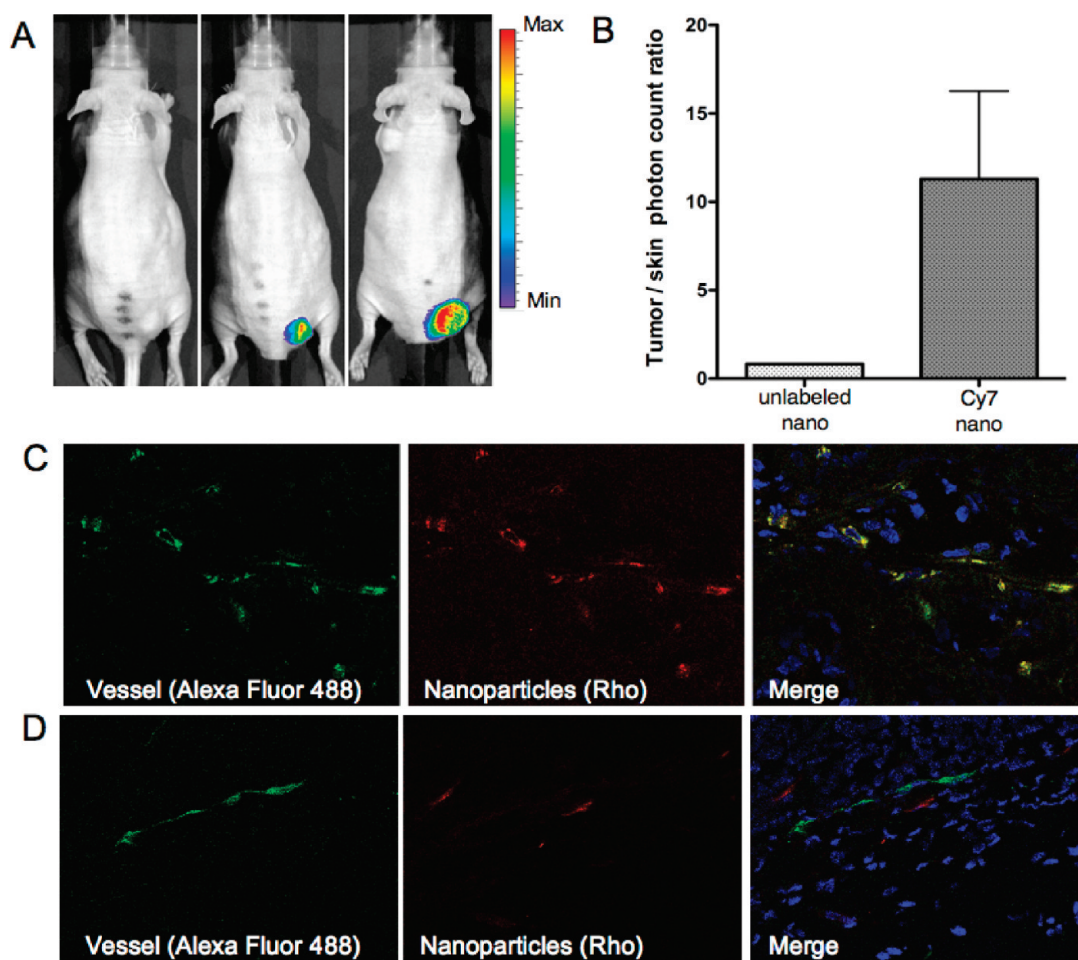 A
Max
Min
B
Tumor / skin photon count ratio
20
15
10
5
0
unlabeled
nano
Cy7
nano
C
Vessel (Alexa Fluor 488)
Nanoparticles (Rho)
Merge
D
Vessel (Alexa Fluor 488)
Nanoparticles (Rho)
Merge